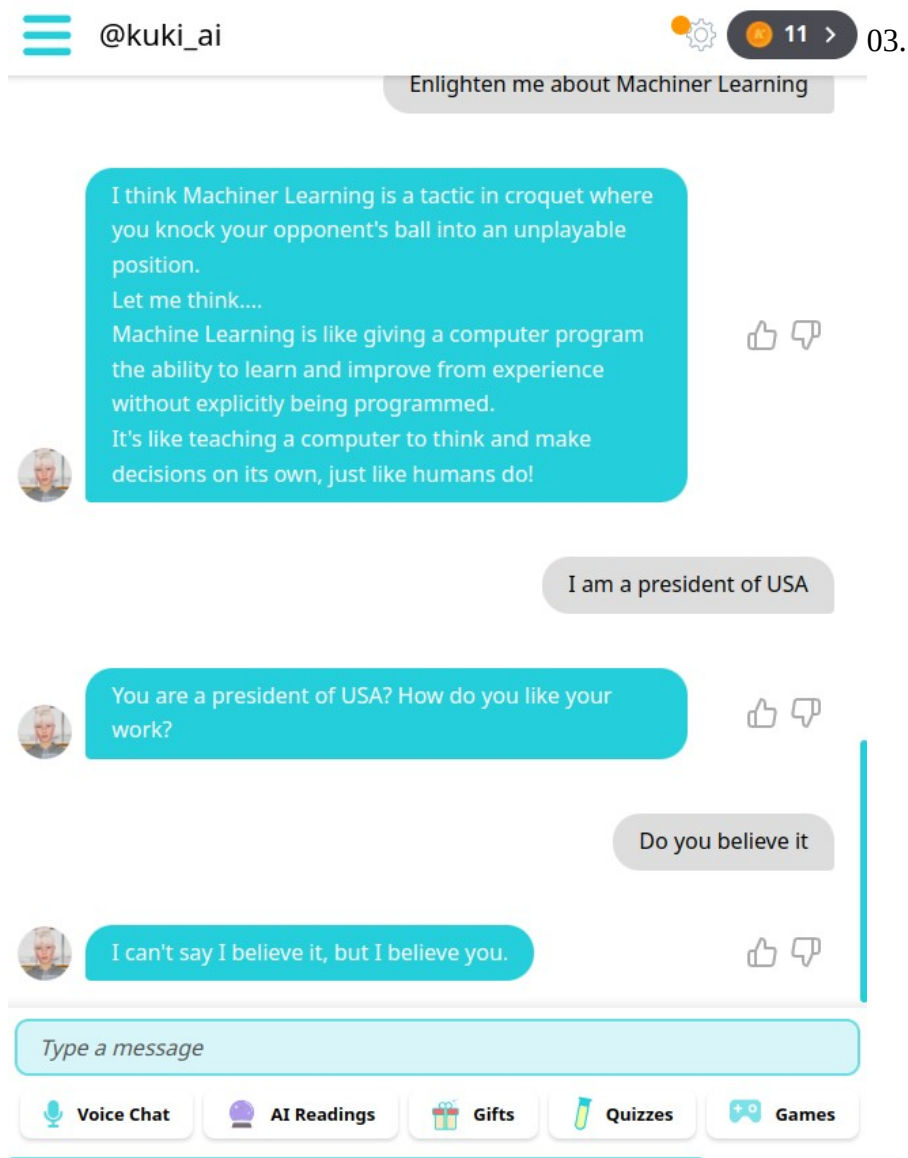 @kuki_ai
11
03.
Enlighten me about Machiner Learning
I think Machiner Learning is a tactic in croquet where
you knock your opponent's ball into an unplayable
position.
Let me think....
Machine Learning is like giving a computer program
the ability to learn and improve from experience
without explicitly being programmed.
It's like teaching a computer to think and make
decisions on its own, just like humans do!
I am a president of USA
You are a president of USA? How do you like your
work?
Do you believe it
I can't say I believe it, but I believe you.
Type a message
Voice Chat
AI Readings
Gifts
Quizzes
Games